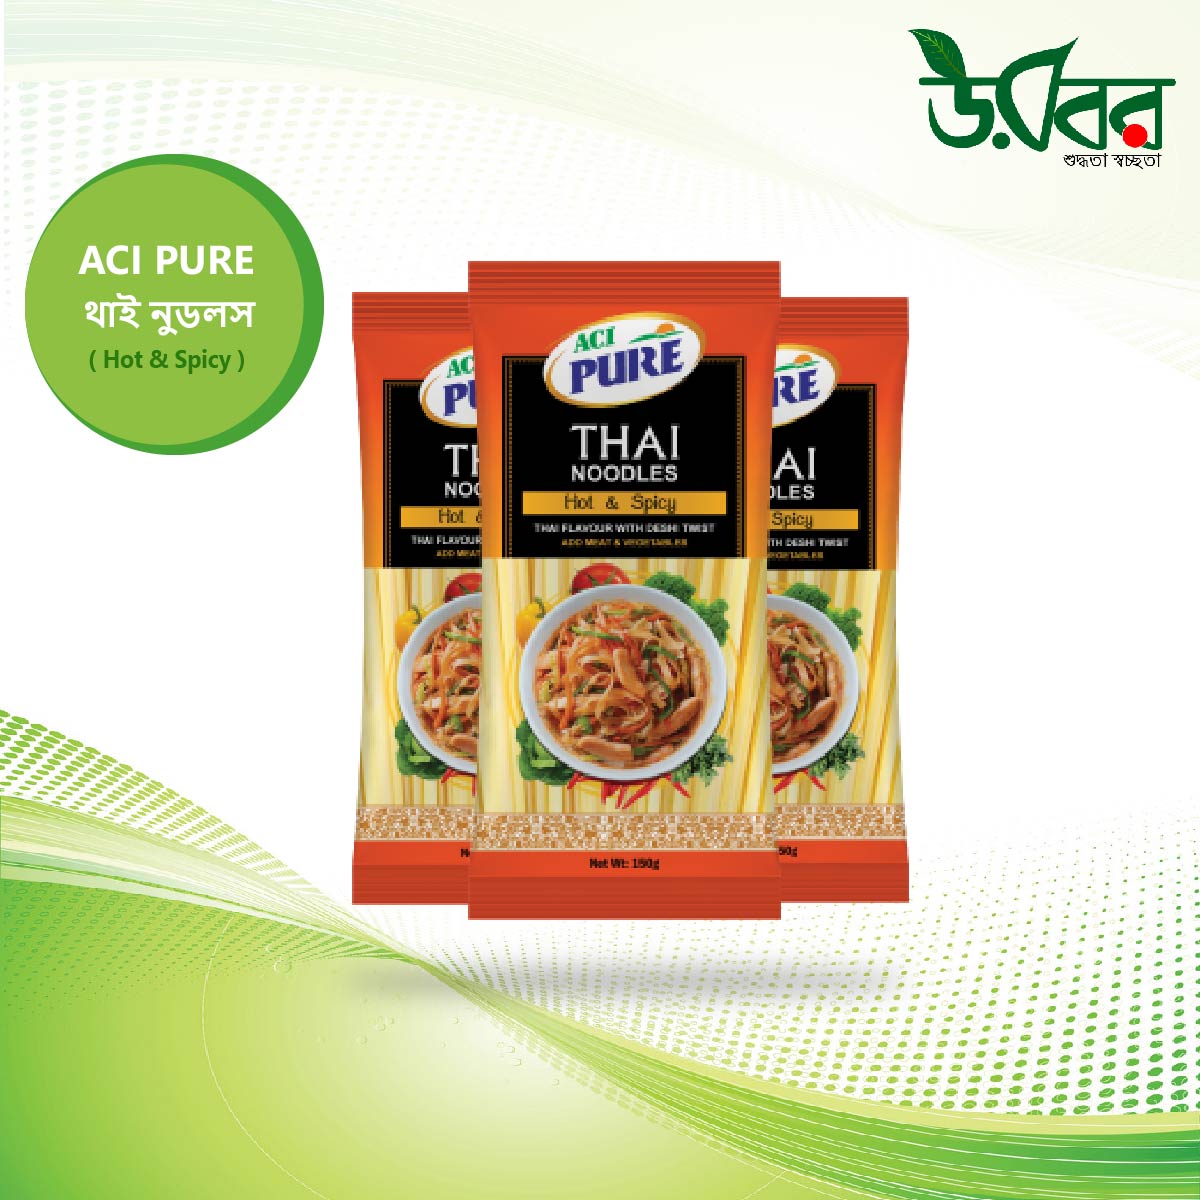 উর্বর
শুদ্ধতা স্বচ্ছতা
ACI PURE
থাই নুডলস
( Hot & Spicy )
ACI
PURE
THAI
NOODLES
Hot & Spicy
THAI FLAVOUR WITH DESHI TWIST
ADD MEAT & VEGETABLES
Net Wt: 150g